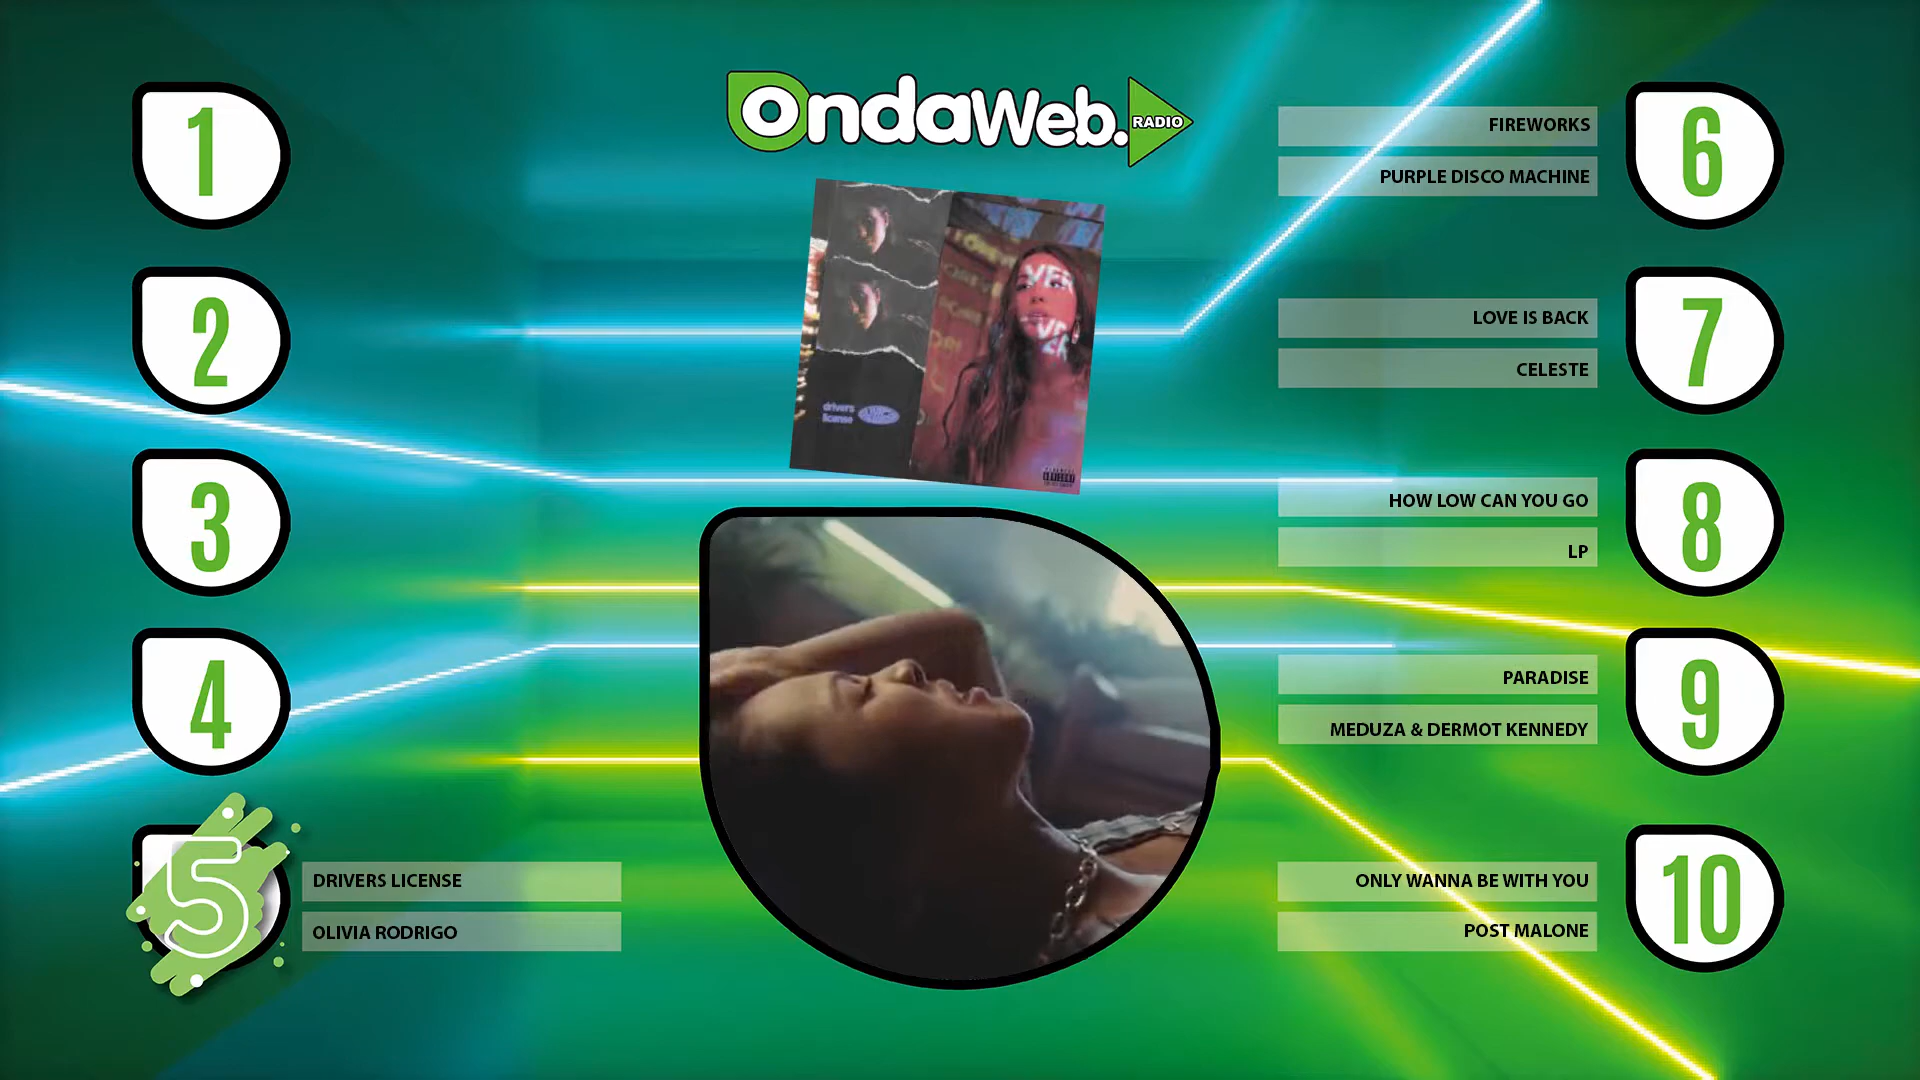 OndaWeb.
RADIO
1
2
3
4
5
DRIVERS LICENSE
OLIVIA RODRIGO
drivers
license
6
FIREWORKS
PURPLE DISCO MACHINE
7
LOVE IS BACK
CELESTE
8
HOW LOW CAN YOU GO
LP
9
PARADISE
MEDUZA & DERMOT KENNEDY
10
ONLY WANNA BE WITH YOU
POST MALONE